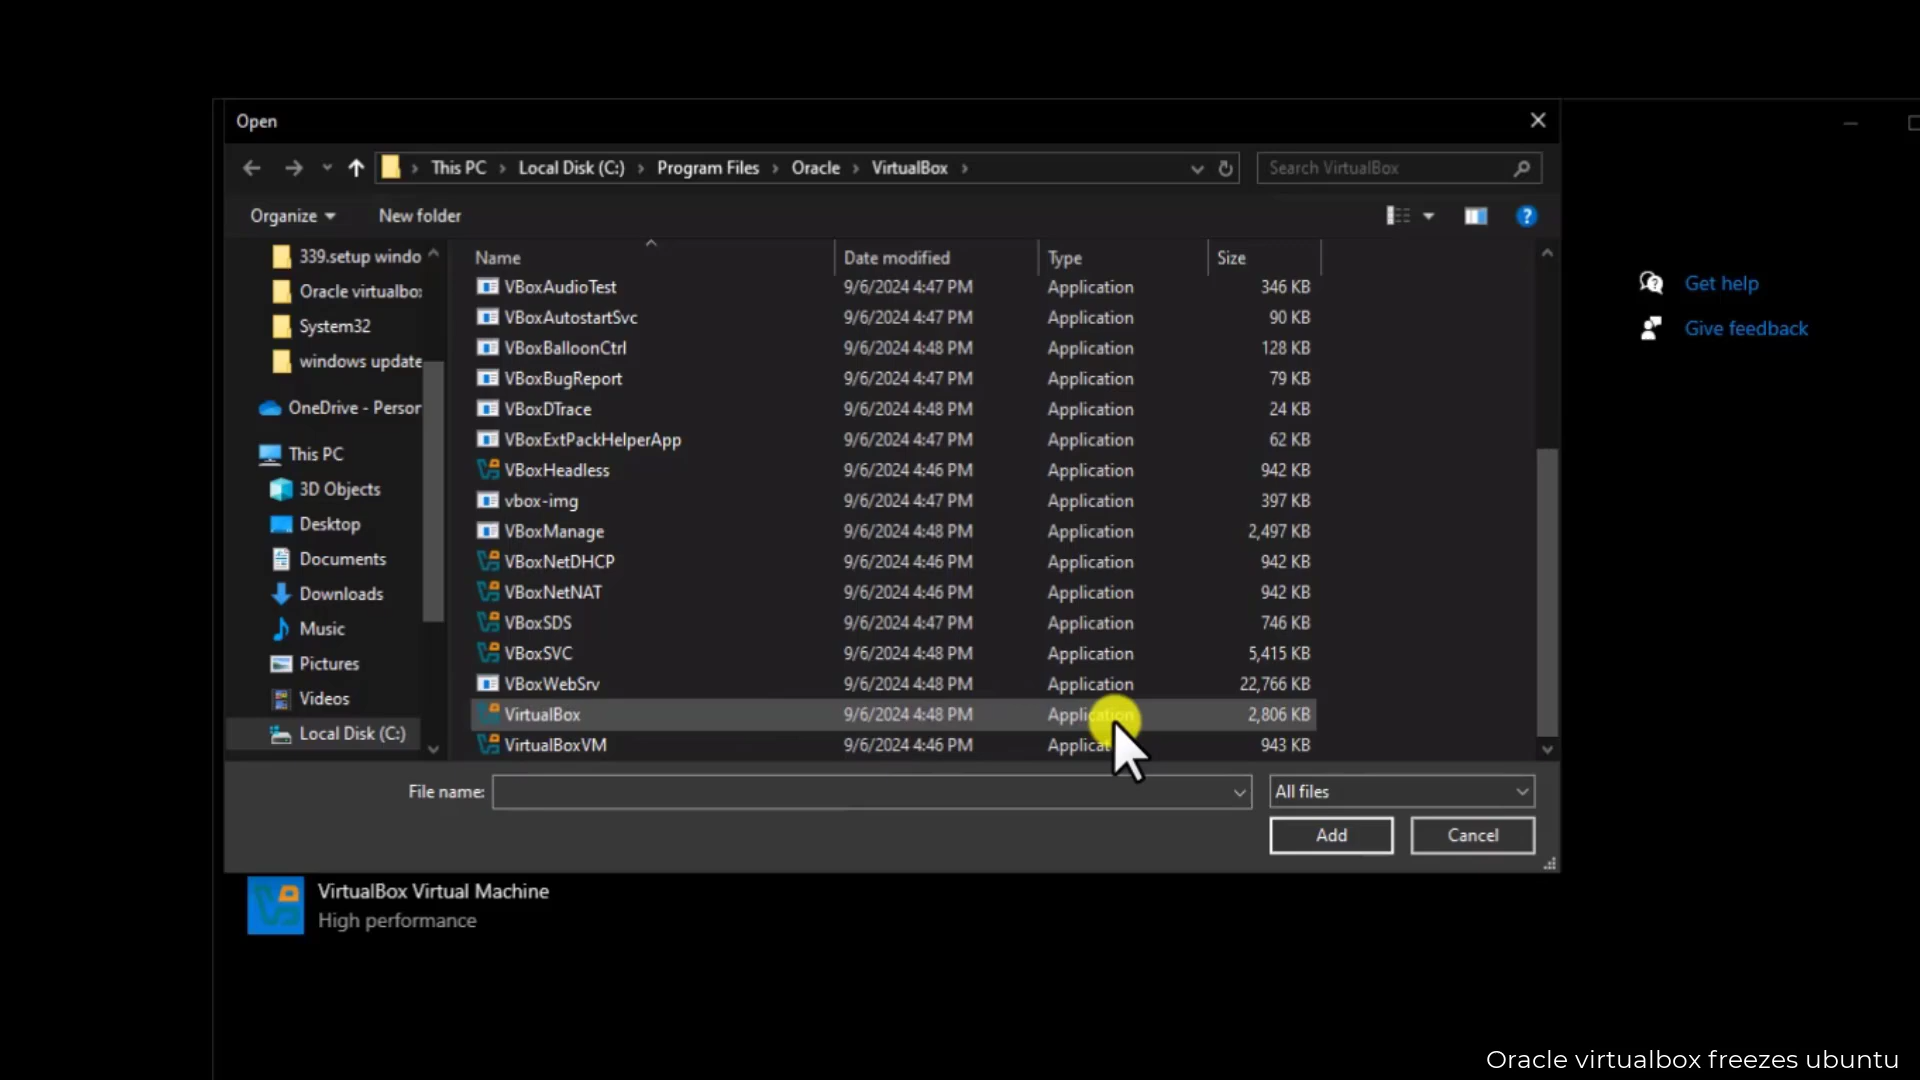 Open
This PC Local Disk (C:) Program Files Oracle VirtualBox
Search VirtualBox
Organize New folder
339.setup windo
Oracle virtualbo
System32
windows update
OneDrive - Person
This PC
3D Objects
Desktop
Documents
Downloads
Music
Pictures
Videos
Local Disk (C:)
Name Date modified Type Size
VBoxAudioTest 9/6/2024 4:47 PM Application 346 KB
VBoxAutostartSvc 9/6/2024 4:47 PM Application 90 KB
VBoxBalloonCtrl 9/6/2024 4:48 PM Application 128 KB
VBoxBugReport 9/6/2024 4:47 PM Application 79 KB
VBoxDTrace 9/6/2024 4:48 PM Application 24 KB
VBoxExtPackHelperApp 9/6/2024 4:47 PM Application 62 KB
VBoxHeadless 9/6/2024 4:46 PM Application 942 KB
vbox-img 9/6/2024 4:47 PM Application 397 KB
VBoxManage 9/6/2024 4:48 PM Application 2,497 KB
VBoxNetDHCP 9/6/2024 4:46 PM Application 942 KB
VBoxNetNAT 9/6/2024 4:46 PM Application 942 KB
VBoxSDS 9/6/2024 4:47 PM Application 746 KB
VBoxSVC 9/6/2024 4:48 PM Application 5,415 KB
VBoxWebSrv 9/6/2024 4:48 PM Application 22,766 KB
VirtualBox 9/6/2024 4:48 PM Application 2,806 KB
VirtualBoxVM 9/6/2024 4:46 PM Applica 943 KB
File name: All files
Add Cancel
Get help
Give feedback
VirtualBox Virtual Machine
High performance
Oracle virtualbox freezes ubuntu